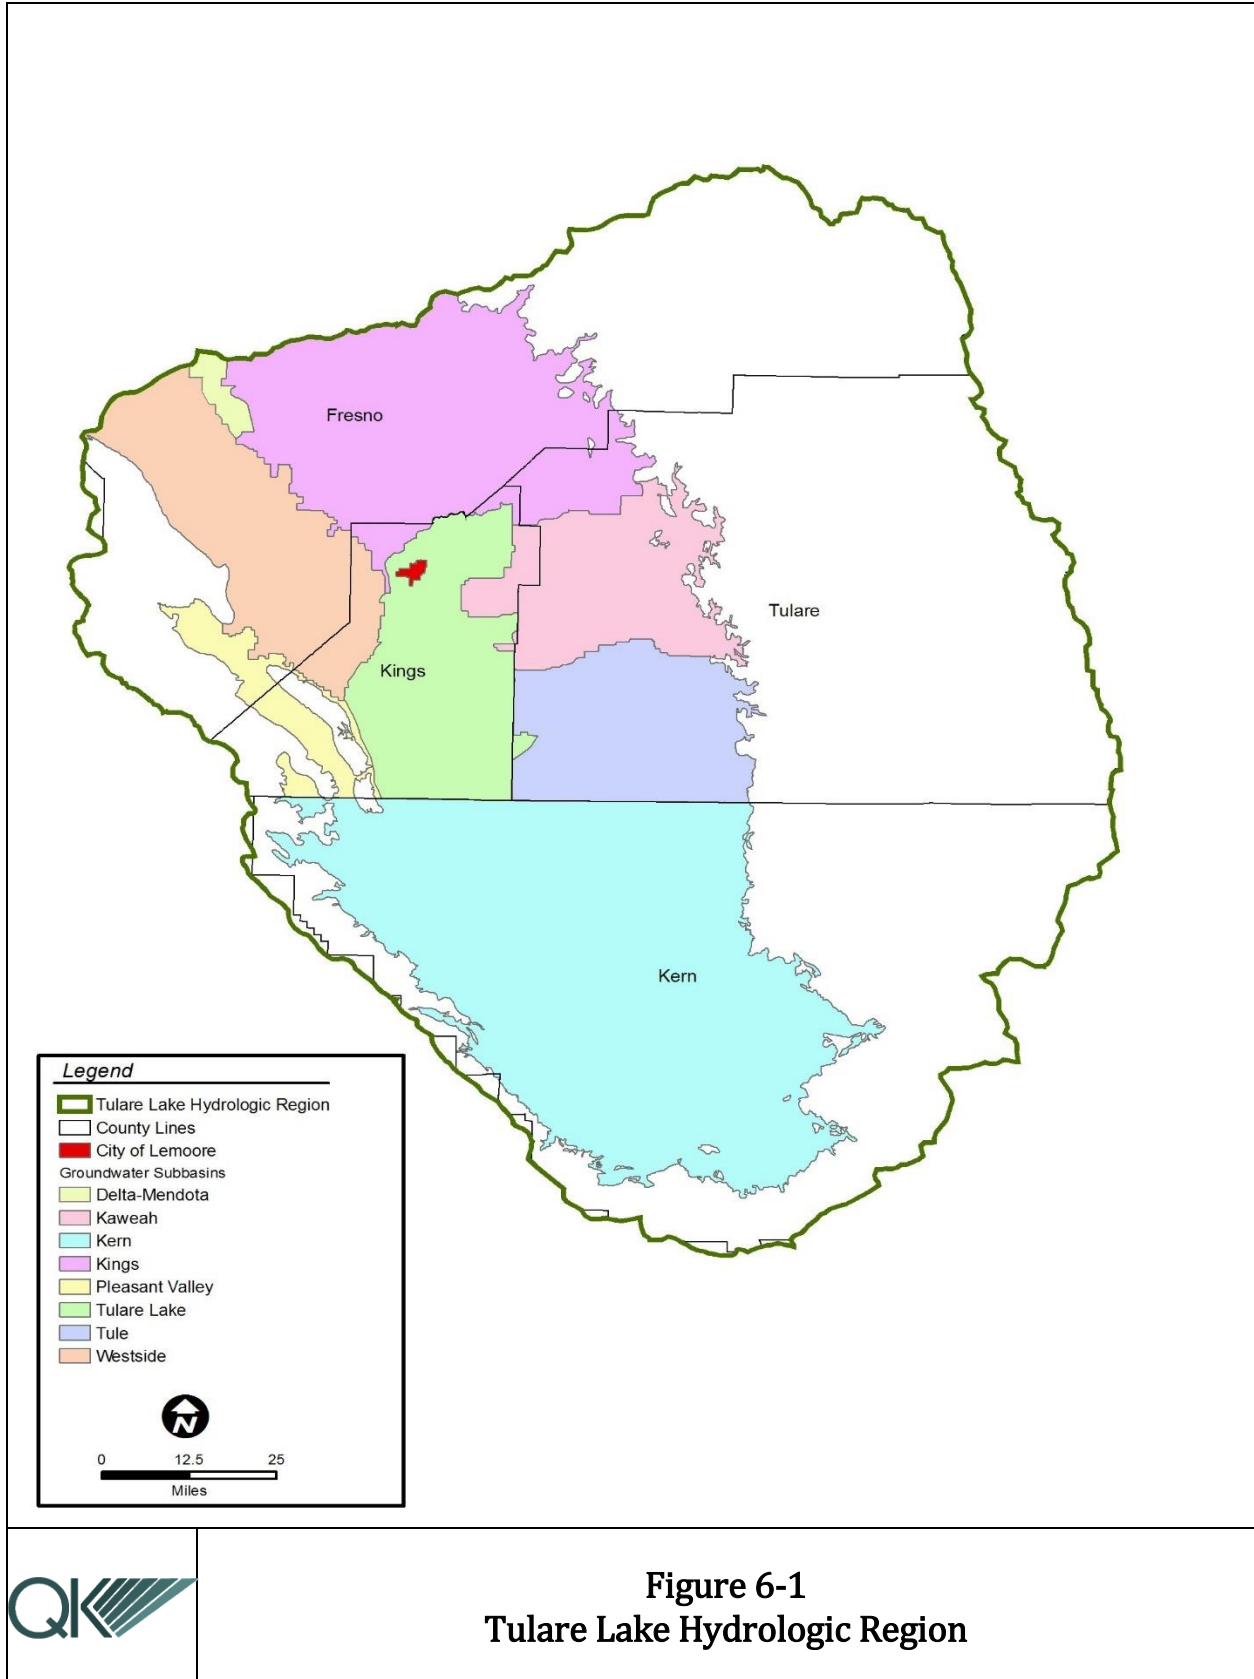 Fresno
Tulare
Kings
Kern
Legend
Tulare Lake Hydrologic Region
County Lines
City of Lemoore
Groundwater Subbasins
Delta-Mendota
Kaweah
Kern
Kings
Pleasant Valley
Tulare Lake
Tule
Westside
N
0 12.5 25
Miles
QK
Figure 6-1
Tulare Lake Hydrologic Region